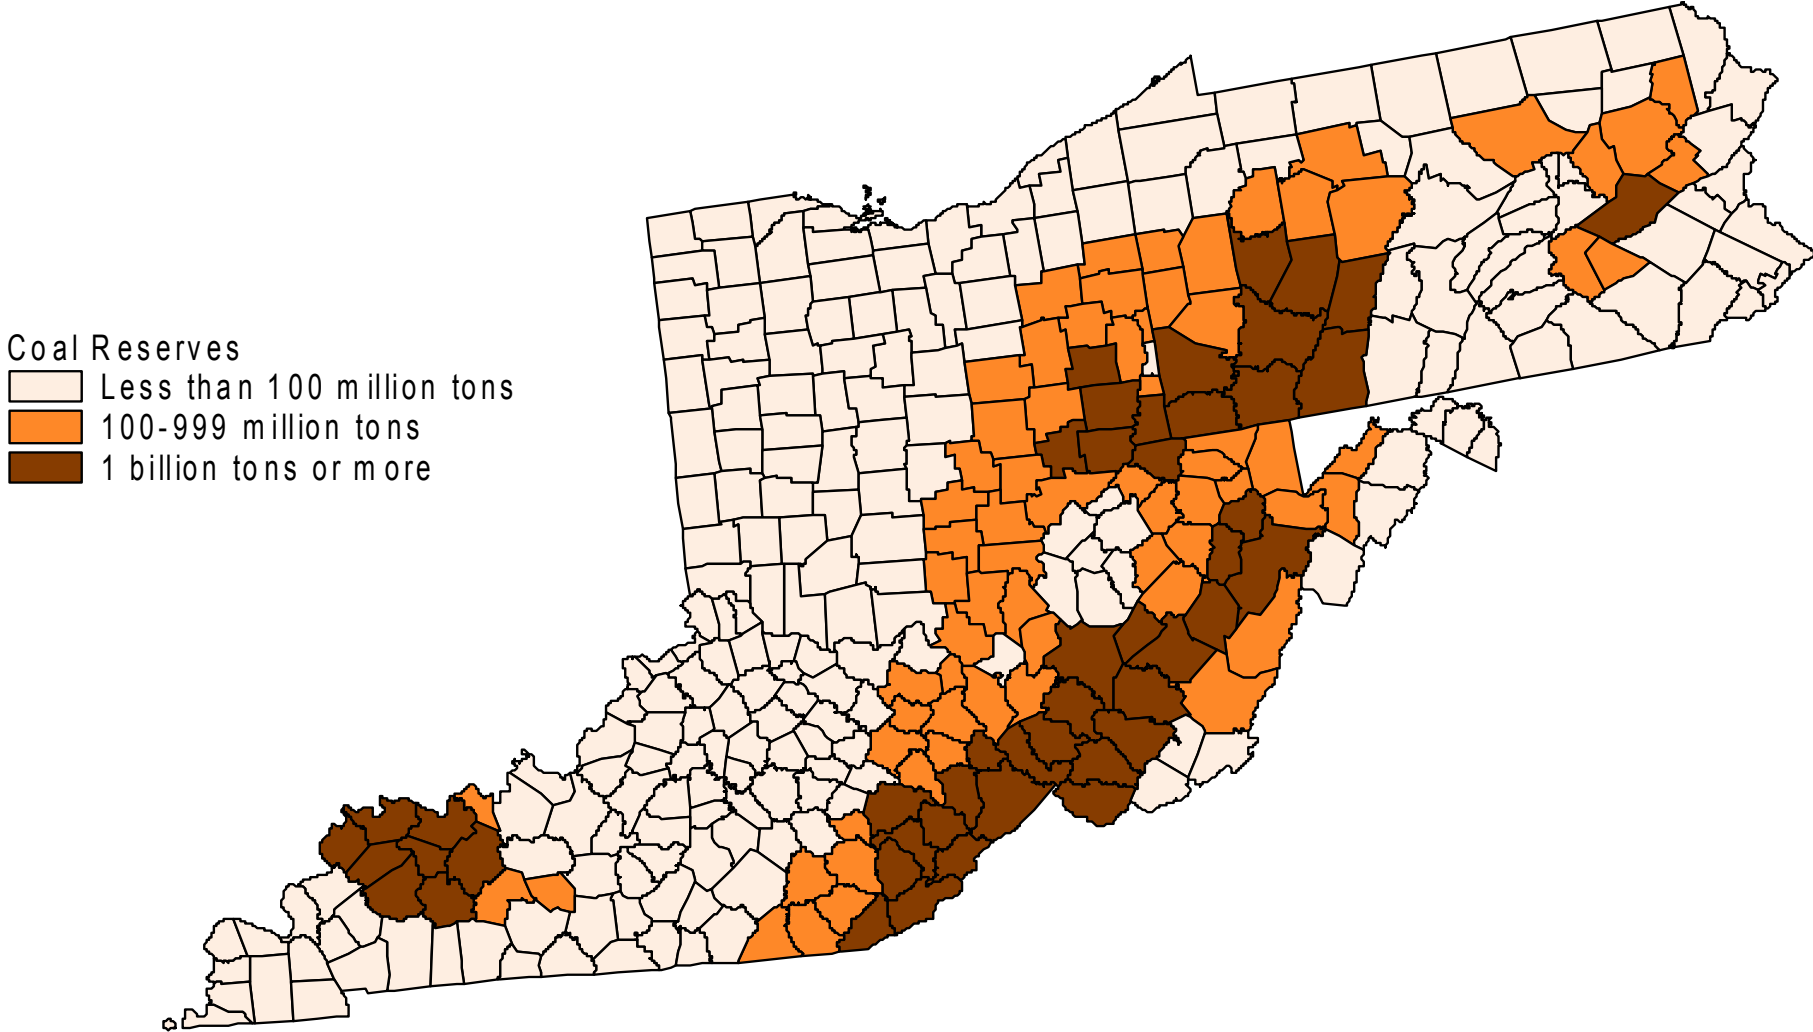 Coal Reserves
Less than 100 million tons
100-999 million tons
1 billion tons or more